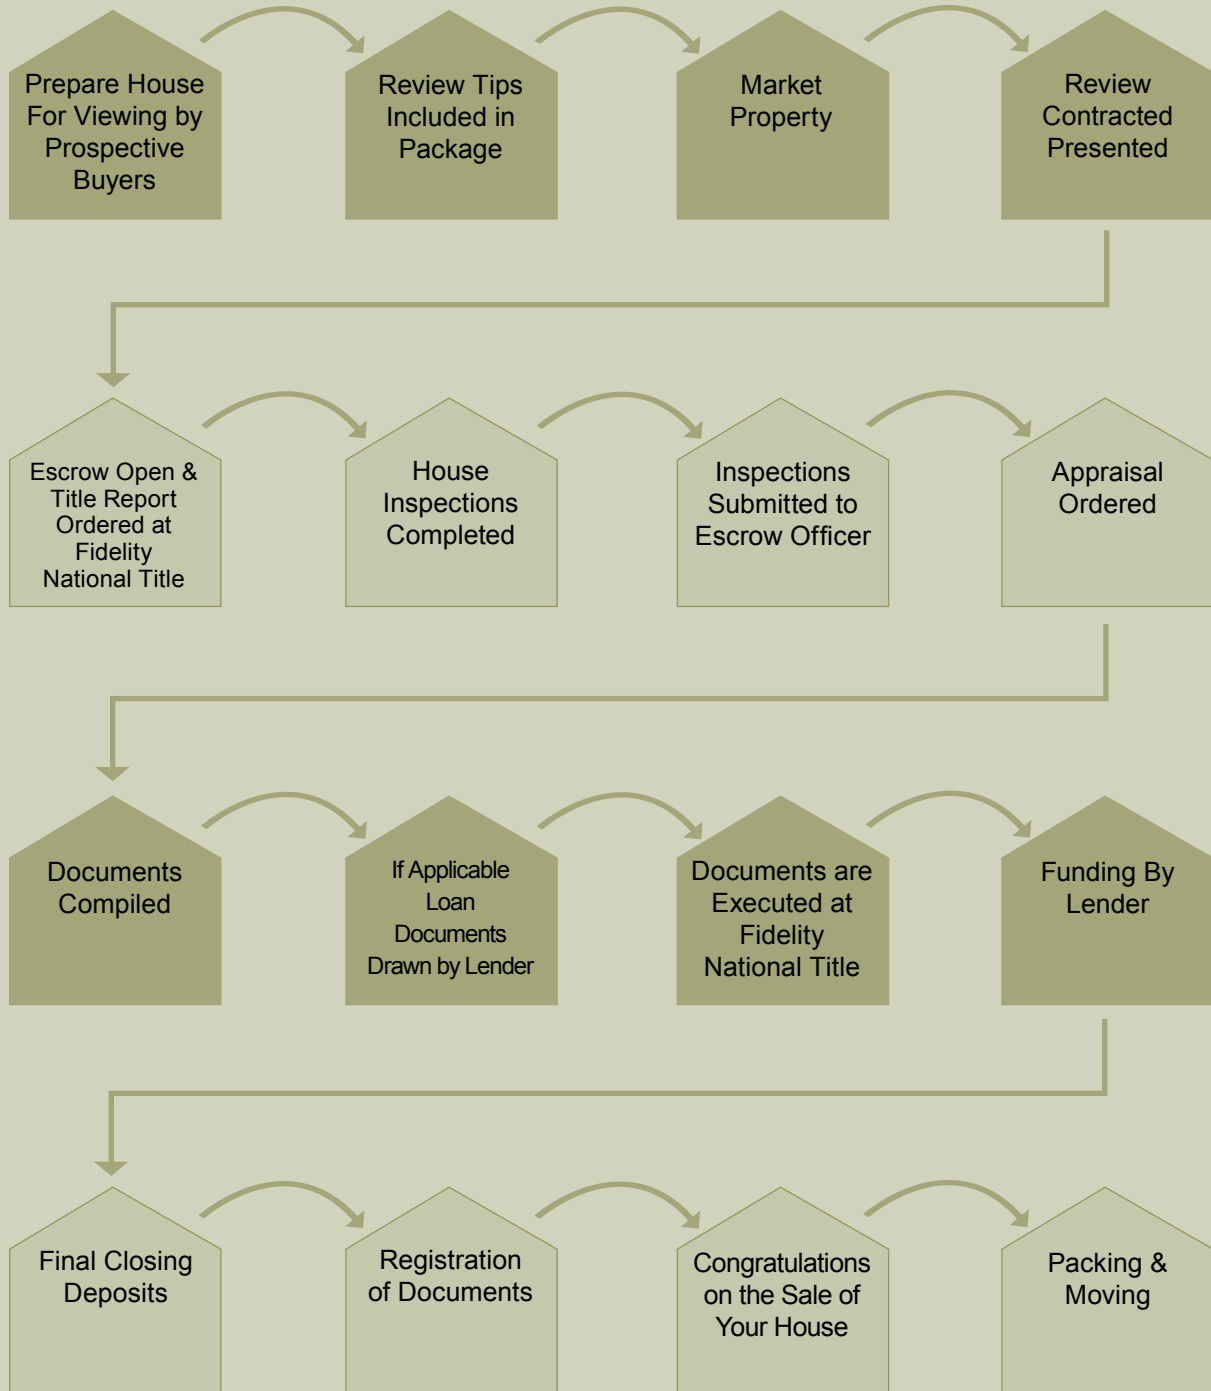 Prepare House
For Viewing by
Prospective
Buyers
Review Tips
Included in
Package
Market
Property
Review
Contracted
Presented
Escrow Open &
Title Report
Ordered at
Fidelity
National Title
House
Inspections
Completed
Inspections
Submitted to
Escrow Officer
Appraisal
Ordered
Documents
Compiled
If Applicable
Loan
Documents
Drawn by Lender
Documents are
Executed at
Fidelity
National Title
Funding By
Lender
Final Closing
Deposits
Registration
of Documents
Congratulations
on the Sale of
Your House
Packing &
Moving